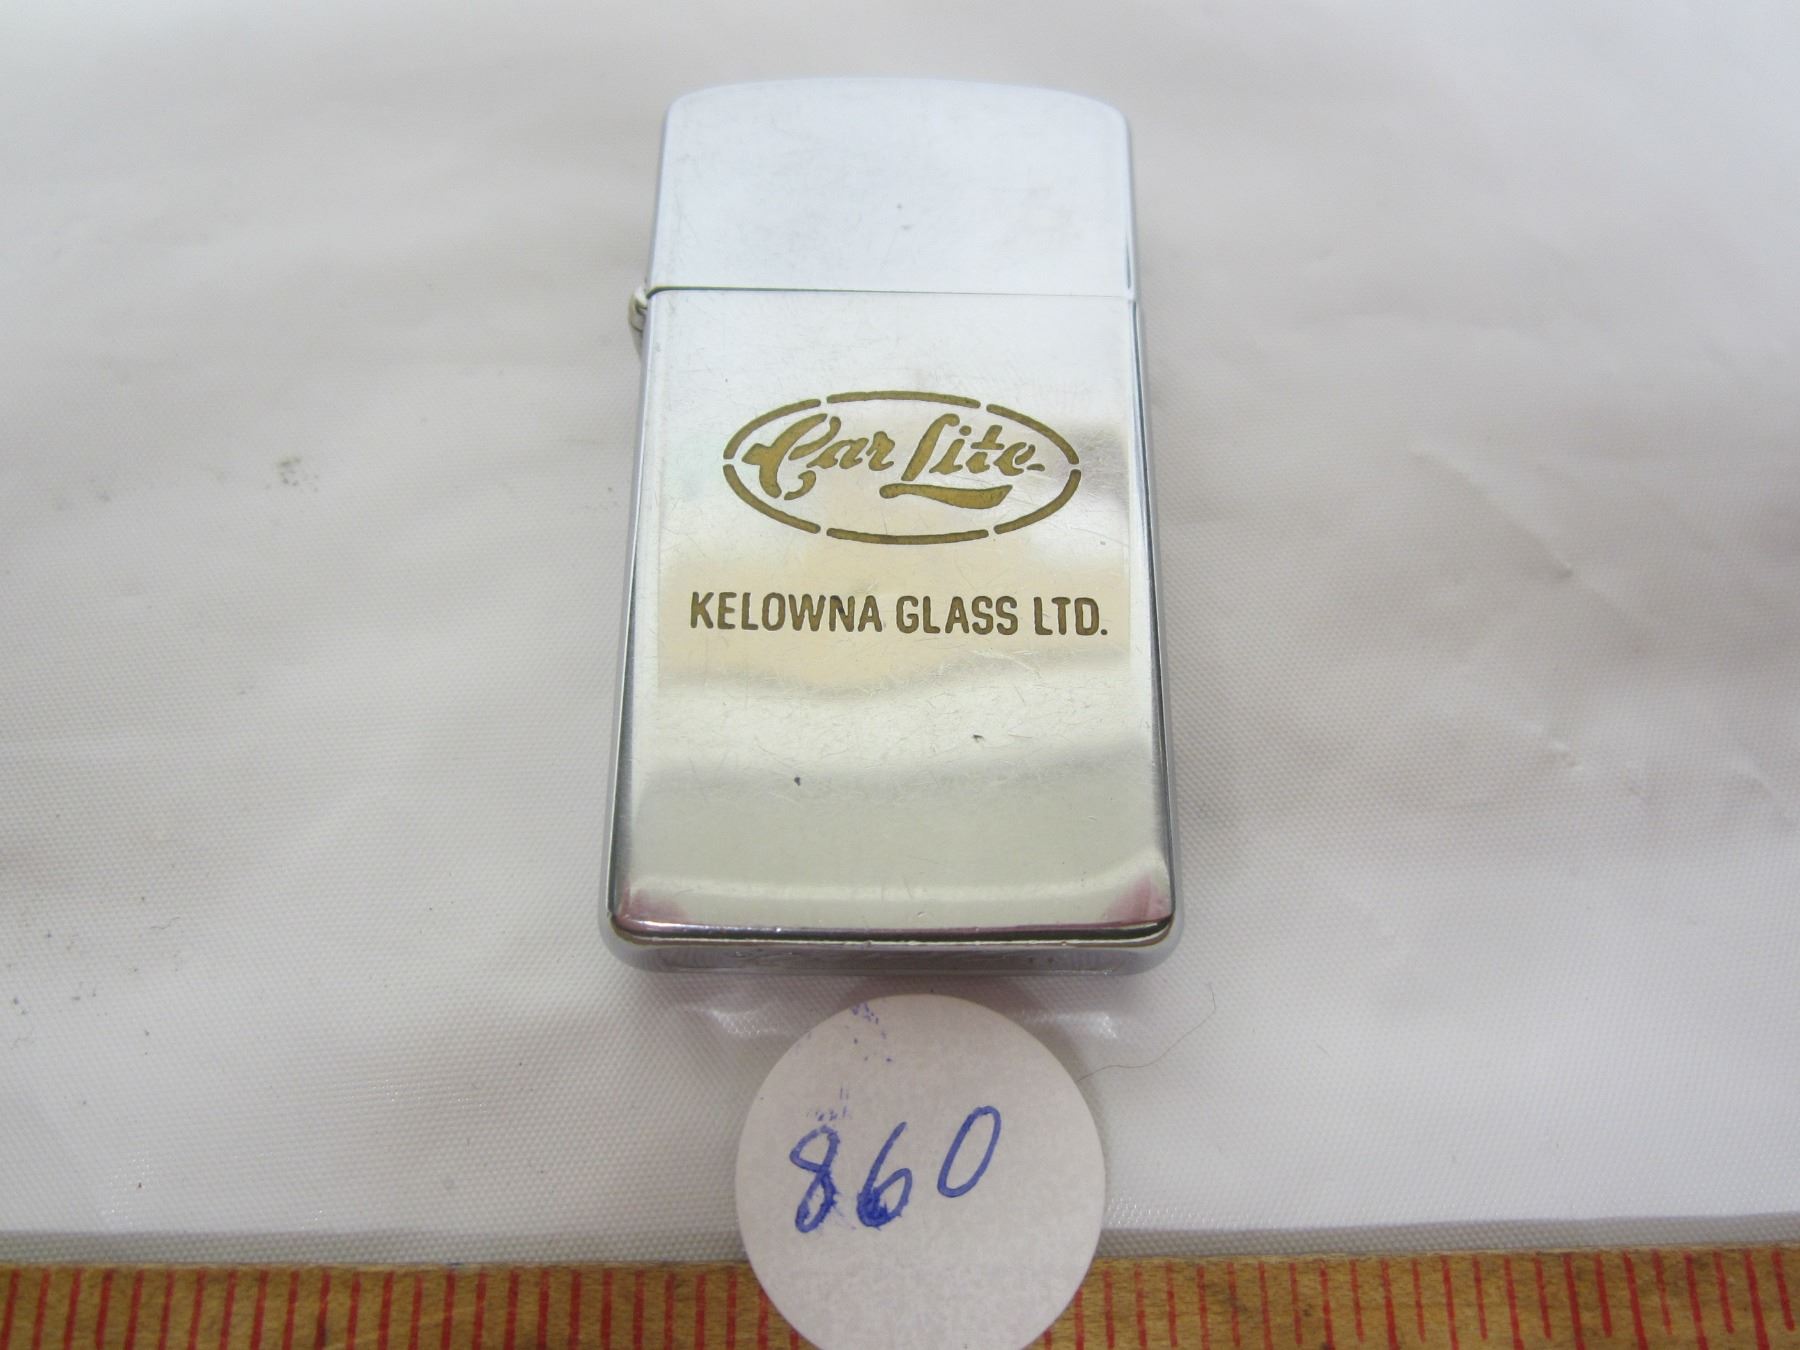 Car Lite
KELOWNA GLASS LTD.
860